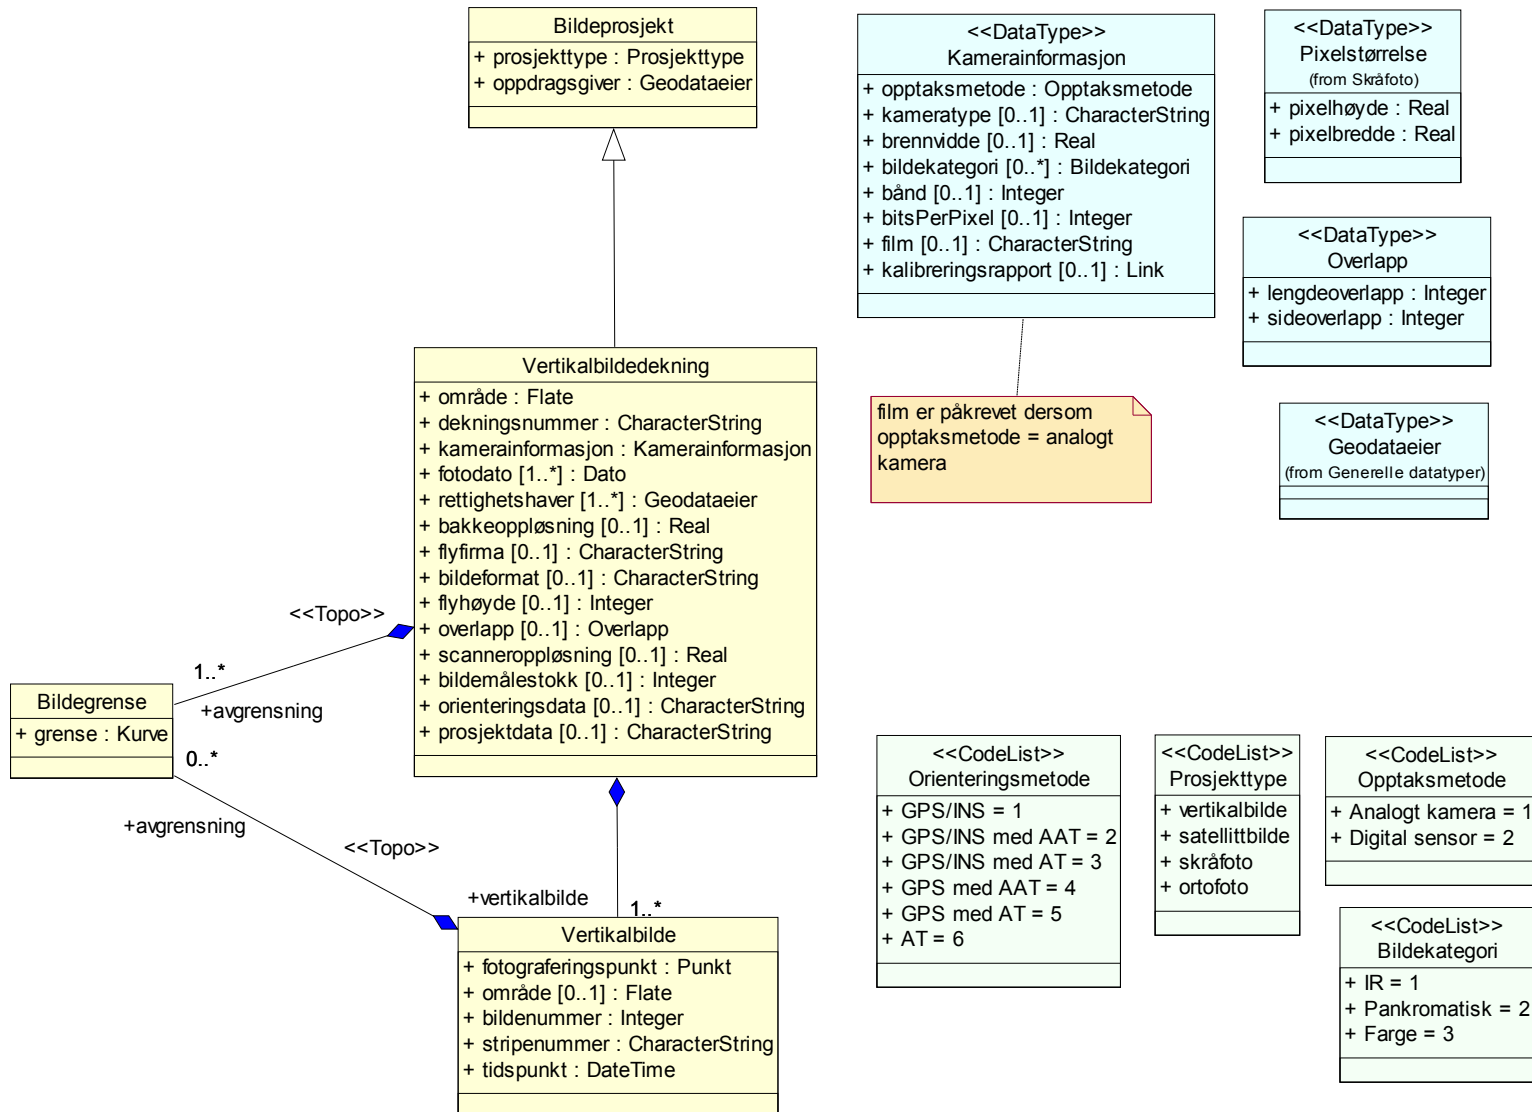 Bildeprosjekt
+ prosjekttype : Prosjekttype
+ oppdragsgiver : Geodataeier
<<DataType>>
Kamerainformasjon
+ opptaksmetode : Opptaksmetode
+ kameratype [0..1] : CharacterString
+ brennvidde [0..1] : Real
+ bildekategori [0..*] : Bildekategori
+ bånd [0..1] : Integer
+ bitsPerPixel [0..1] : Integer
+ film [0..1] : CharacterString
+ kalibreringsrapport [0..1] : Link
<<DataType>>
Pixelstørrelse
(from Skråfoto)
+ pixelhøyde : Real
+ pixelbredde : Real
<<DataType>>
Overlapp
+ lengdeoverlapp : Integer
+ sideoverlapp : Integer
film er påkrevet dersom
opptaksmetode = analogt
kamera
<<DataType>>
Geodataeier
(from Generelle datatyper)
Vertikalbildedekning
+ område : Flate
+ dekningsnummer : CharacterString
+ kamerainformasjon : Kamerainformasjon
+ fotodato [1..*] : Dato
+ rettighetshaver [1..*] : Geodataeier
+ bakkeoppløsning [0..1] : Real
+ flyfirma [0..1] : CharacterString
+ bildeformat [0..1] : CharacterString
+ flyhøyde [0..1] : Integer
+ overlapp [0..1] : Overlapp
+ scanneroppløsning [0..1] : Real
+ bildemålestokk [0..1] : Integer
+ orienteringsdata [0..1] : CharacterString
+ prosjektdata [0..1] : CharacterString
<<Topo>>
1..*
+avgrensning
Bildegrense
+ grense : Kurve
0..*
+avgrensning
<<Topo>>
+vertikalbilde
1..*
Vertikalbilde
+ fotograferingspunkt : Punkt
+ område [0..1] : Flate
+ bildenummer : Integer
+ stripenummer : CharacterString
+ tidspunkt : DateTime
<<CodeList>>
Orienteringsmetode
+ GPS/INS = 1
+ GPS/INS med AAT = 2
+ GPS/INS med AT = 3
+ GPS med AAT = 4
+ GPS med AT = 5
+ AT = 6
<<CodeList>>
Prosjekttype
+ vertikalbilde
+ satellittbilde
+ skråfoto
+ ortofoto
<<CodeList>>
Opptaksmetode
+ Analogt kamera = 1
+ Digital sensor = 2
<<CodeList>>
Bildekategori
+ IR = 1
+ Pankromatisk = 2
+ Farge = 3